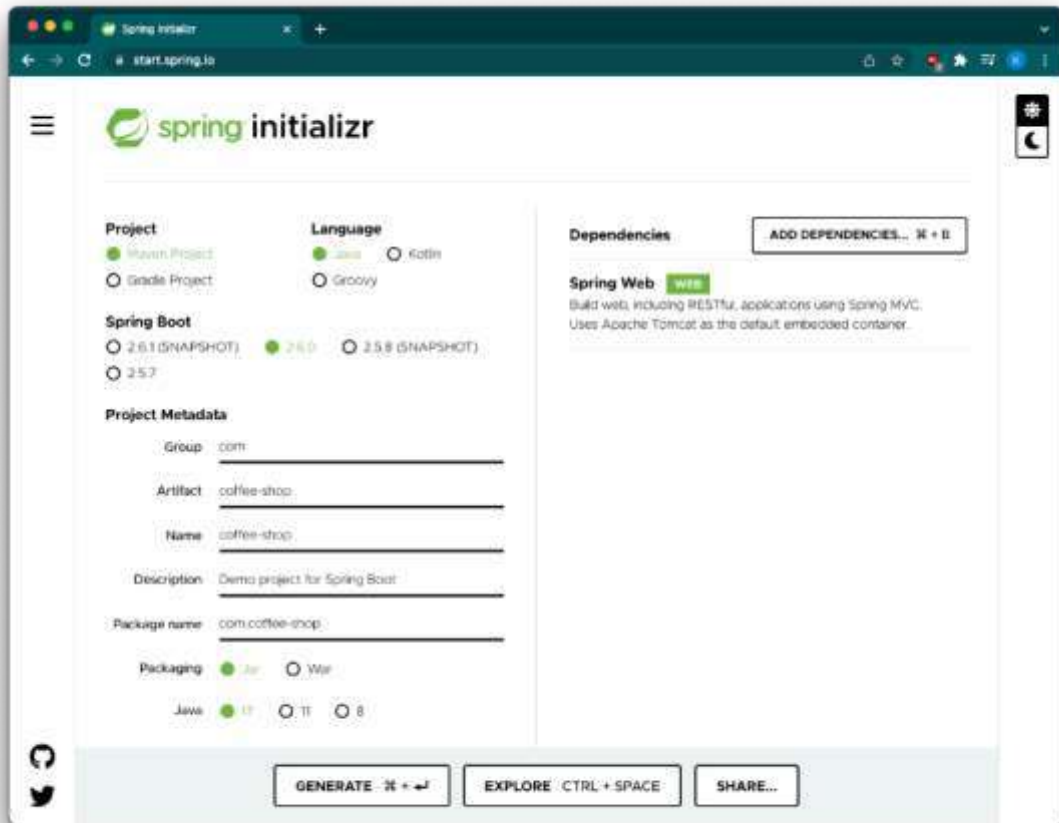 Spring Initializr
start.spring.io
spring initializr
Project
Maven Project
Gradle Project
Language
Java Kotlin
Groovy
Spring Boot
2.6.1 (SNAPSHOT) 2.6.0 2.5.8 (SNAPSHOT)
2.5.7
Project Metadata
Group com
Artifact coffee-shop
Name coffee-shop
Description Demo project for Spring Boot
Package name com.coffee-shop
Packaging Jar War
Java 17 11 8
Dependencies
ADD DEPENDENCIES... ⌘ + B
Spring Web WEB
Build web, including RESTful, applications using Spring MVC.
Uses Apache Tomcat as the default embedded container.
GENERATE ⌘ + ↵
EXPLORE CTRL + SPACE
SHARE...